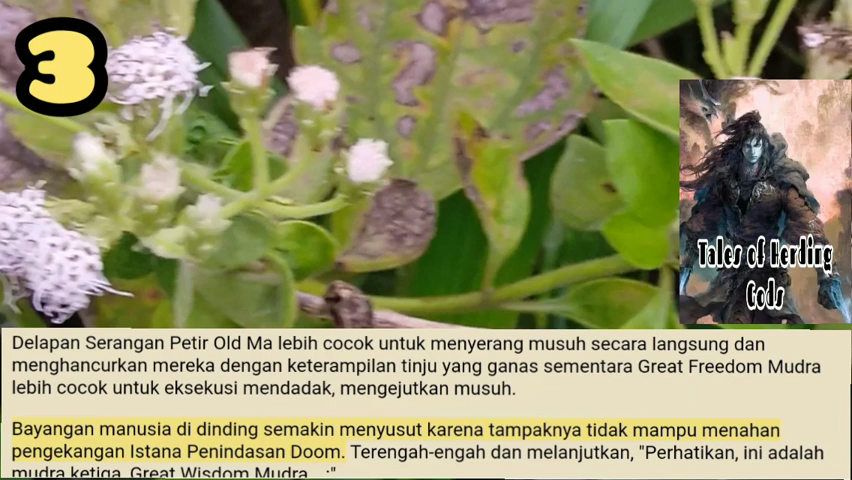 3
Tales of Herding
Gods
Delapan Serangan Petir Old Ma lebih cocok untuk menyerang musuh secara langsung dan
menghancurkan mereka dengan keterampilan tinju yang ganas sementara Great Freedom Mudra
lebih cocok untuk eksekusi mendadak, mengejutkan musuh.
Bayangan manusia di dinding semakin menyusut karena tampaknya tidak mampu menahan
pengekangan Istana Penindasan Doom. Terengah-engah dan melanjutkan, "Perhatikan, ini adalah
mudra ketiga, Great Wisdom Mudra...:"